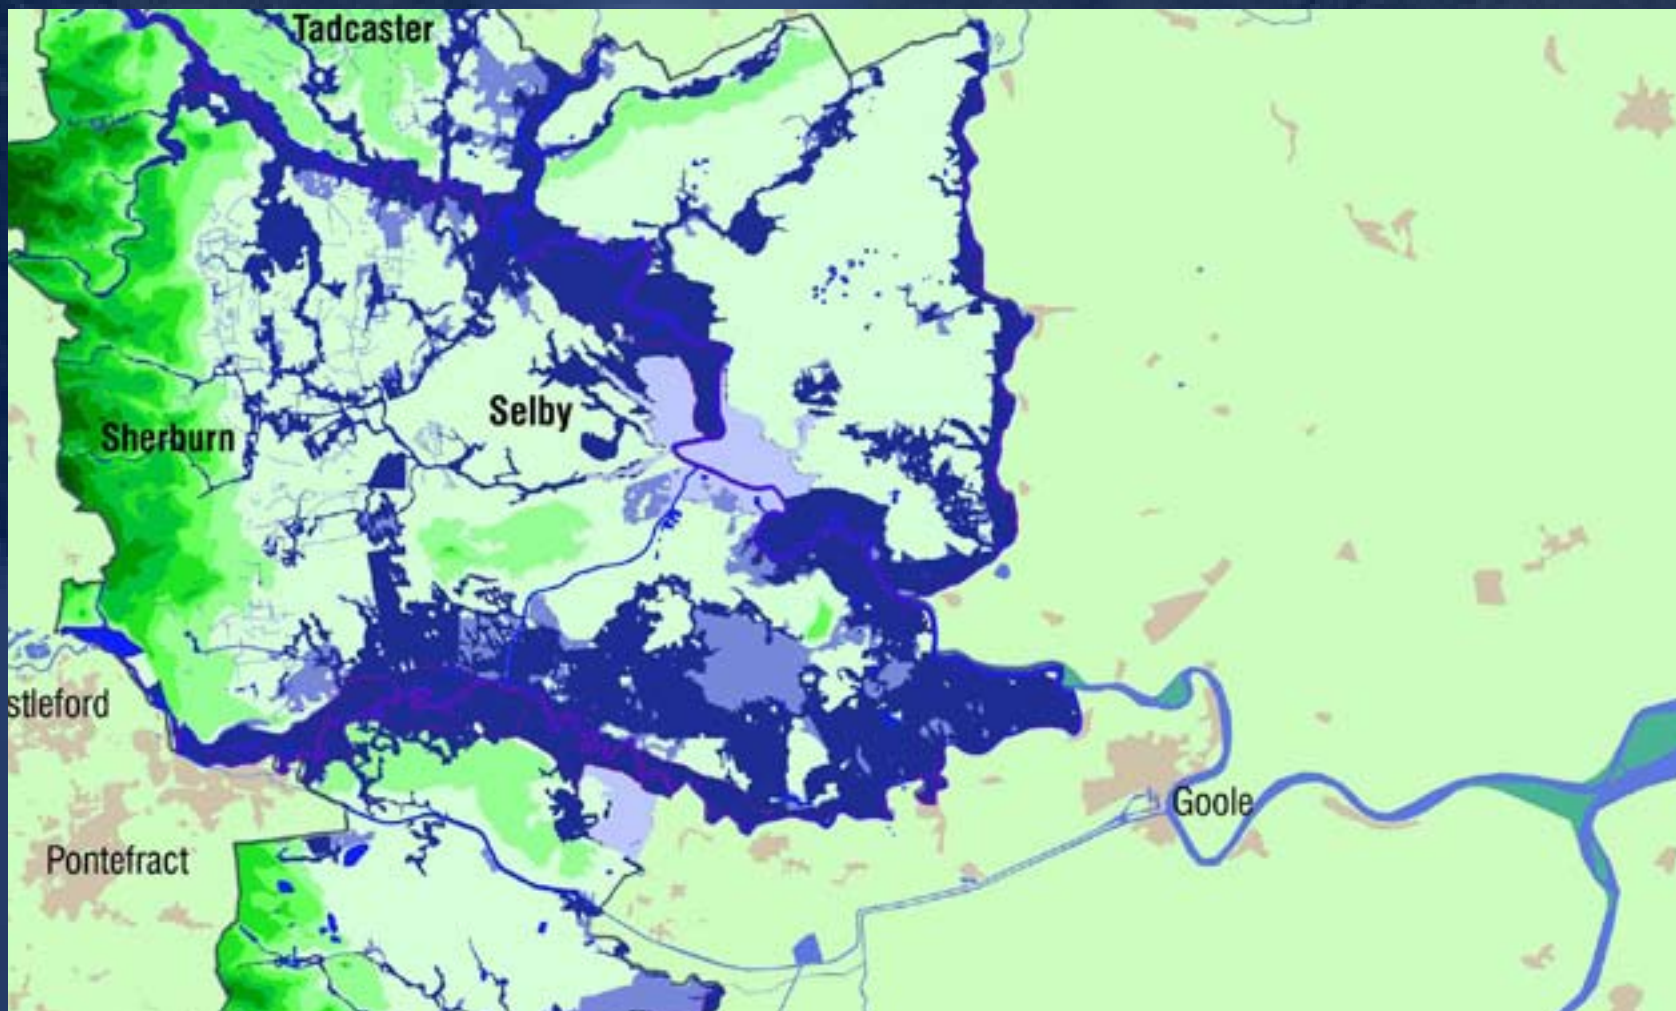 Tadcaster
Selby
Sherburn
stleford
Goole
Pontefract